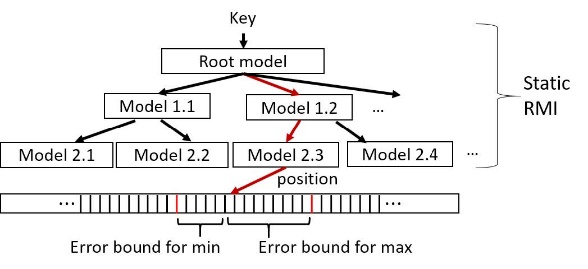 Key
Root model
Static
RMI
Model 1.1
Model 1.2
...
Model 2.1
Model 2.2
Model 2.3
Model 2.4
...
position
...
...
Error bound for min
Error bound for max